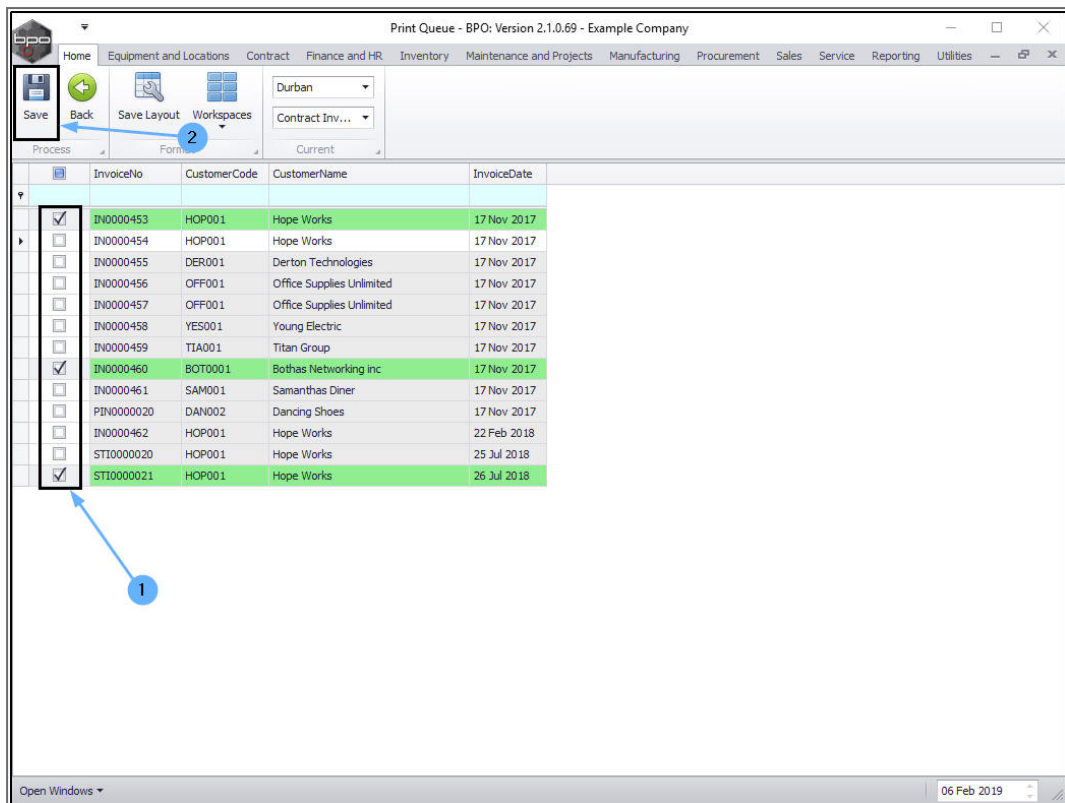 Print Queue - BPO: Version 2.1.0.69 - Example Company
bpo
Home Equipment and Locations Contract Finance and HR Inventory Maintenance and Projects Manufacturing Procurement Sales Service Reporting Utilities
Durban
Save Back Save Layout Workspaces Contract Inv...
2
Process Current
InvoiceNo CustomerCode CustomerName InvoiceDate
IN0000453 HOP001 Hope Works 17 Nov 2017
IN0000454 HOP001 Hope Works 17 Nov 2017
IN0000455 DER001 Derton Technologies 17 Nov 2017
IN0000456 OFF001 Office Supplies Unlimited 17 Nov 2017
IN0000457 OFF001 Office Supplies Unlimited 17 Nov 2017
IN0000458 YES001 Young Electric 17 Nov 2017
IN0000459 TIA001 Titan Group 17 Nov 2017
IN0000460 BOT0001 Bothas Networking inc 17 Nov 2017
IN0000461 SAM001 Samanthas Diner 17 Nov 2017
PIN0000020 DAN002 Dancing Shoes 17 Nov 2017
IN0000462 HOP001 Hope Works 22 Feb 2018
STI0000020 HOP001 Hope Works 25 Jul 2018
STI0000021 HOP001 Hope Works 26 Jul 2018
1
Open Windows 06 Feb 2019